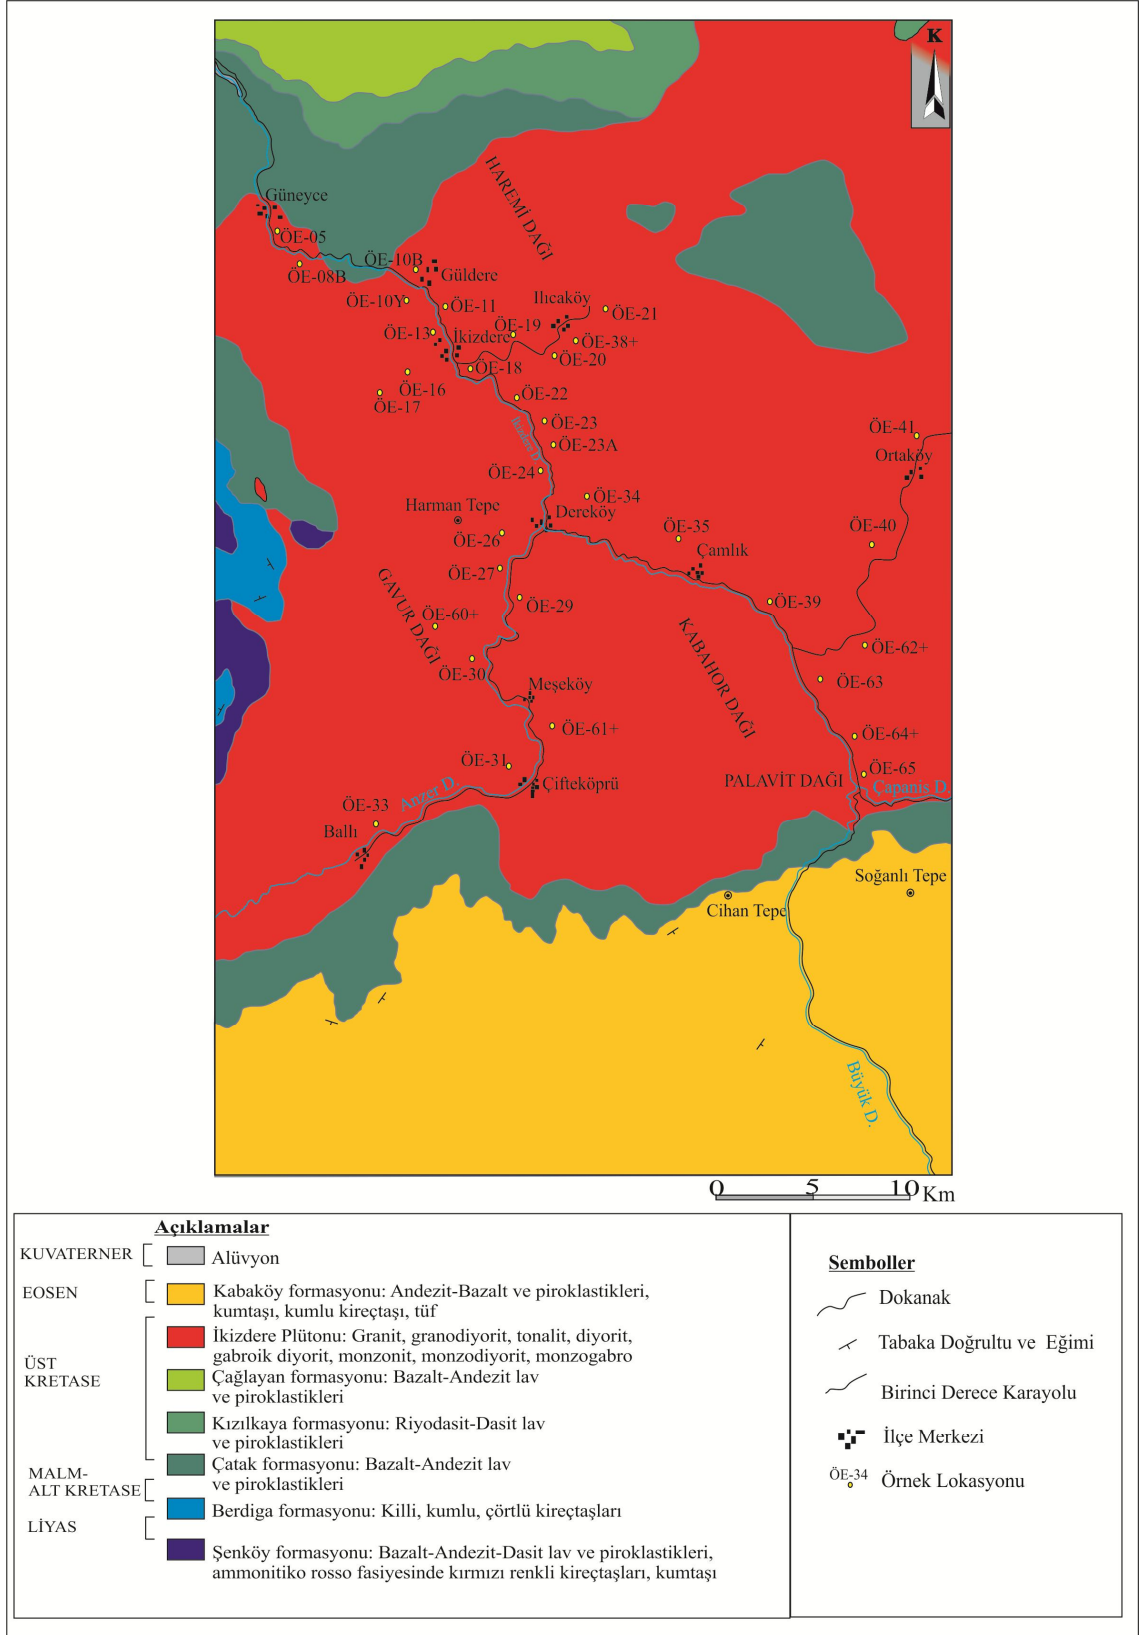 K
HAREMİ DAĞI
Güneyce
ÖE-05
ÖE-08B
ÖE-10B
Güldere
ÖE-10Y
ÖE-11
Ilıcaköy
ÖE-21
ÖE-13
İkizdere
ÖE-19
ÖE-38+
ÖE-20
ÖE-18
ÖE-16
ÖE-17
ÖE-22
ÖE-23
İkizdere D.
ÖE-23A
ÖE-24
ÖE-41
Ortaköy
ÖE-34
Harman Tepe
Dereköy
ÖE-26
ÖE-35
Çamlık
ÖE-40
ÖE-27
GAVUR DAĞI
ÖE-29
ÖE-39
ÖE-60+
KABAHOR DAĞI
ÖE-62+
ÖE-30
ÖE-63
Meşeköy
ÖE-61+
ÖE-64+
ÖE-31
ÖE-65
PALAVİT DAĞI
Çapanis D
Anzer D.
Çifteköprü
ÖE-33
Ballı
Soğanlı Tepe
Cihan Tepe
Büyük D.
0 5 10 Km
Açıklamalar
KUVATERNER
Alüvyon
EOSEN
Kabaköy formasyonu: Andezit-Bazalt ve piroklastikleri,
kumtaşı, kumlu kireçtaşı, tüf
ÜST
KRETASE
İkizdere Plütonu: Granit, granodiyorit, tonalit, diyorit,
gabroik diyorit, monzonit, monzodiyorit, monzogabro
Çağlayan formasyonu: Bazalt-Andezit lav
ve piroklastikleri
Kızılkaya formasyonu: Riyodasit-Dasit lav
ve piroklastikleri
Çatak formasyonu: Bazalt-Andezit lav
ve piroklastikleri
MALM-
ALT KRETASE
Berdiga formasyonu: Killi, kumlu, çörtlü kireçtaşları
LİYAS
Şenköy formasyonu: Bazalt-Andezit-Dasit lav ve piroklastikleri,
ammonitiko rosso fasiyesinde kırmızı renkli kireçtaşları, kumtaşı
Semboller
Dokanak
Tabaka Doğrultu ve Eğimi
Birinci Derece Karayolu
İlçe Merkezi
ÖE-34 Örnek Lokasyonu